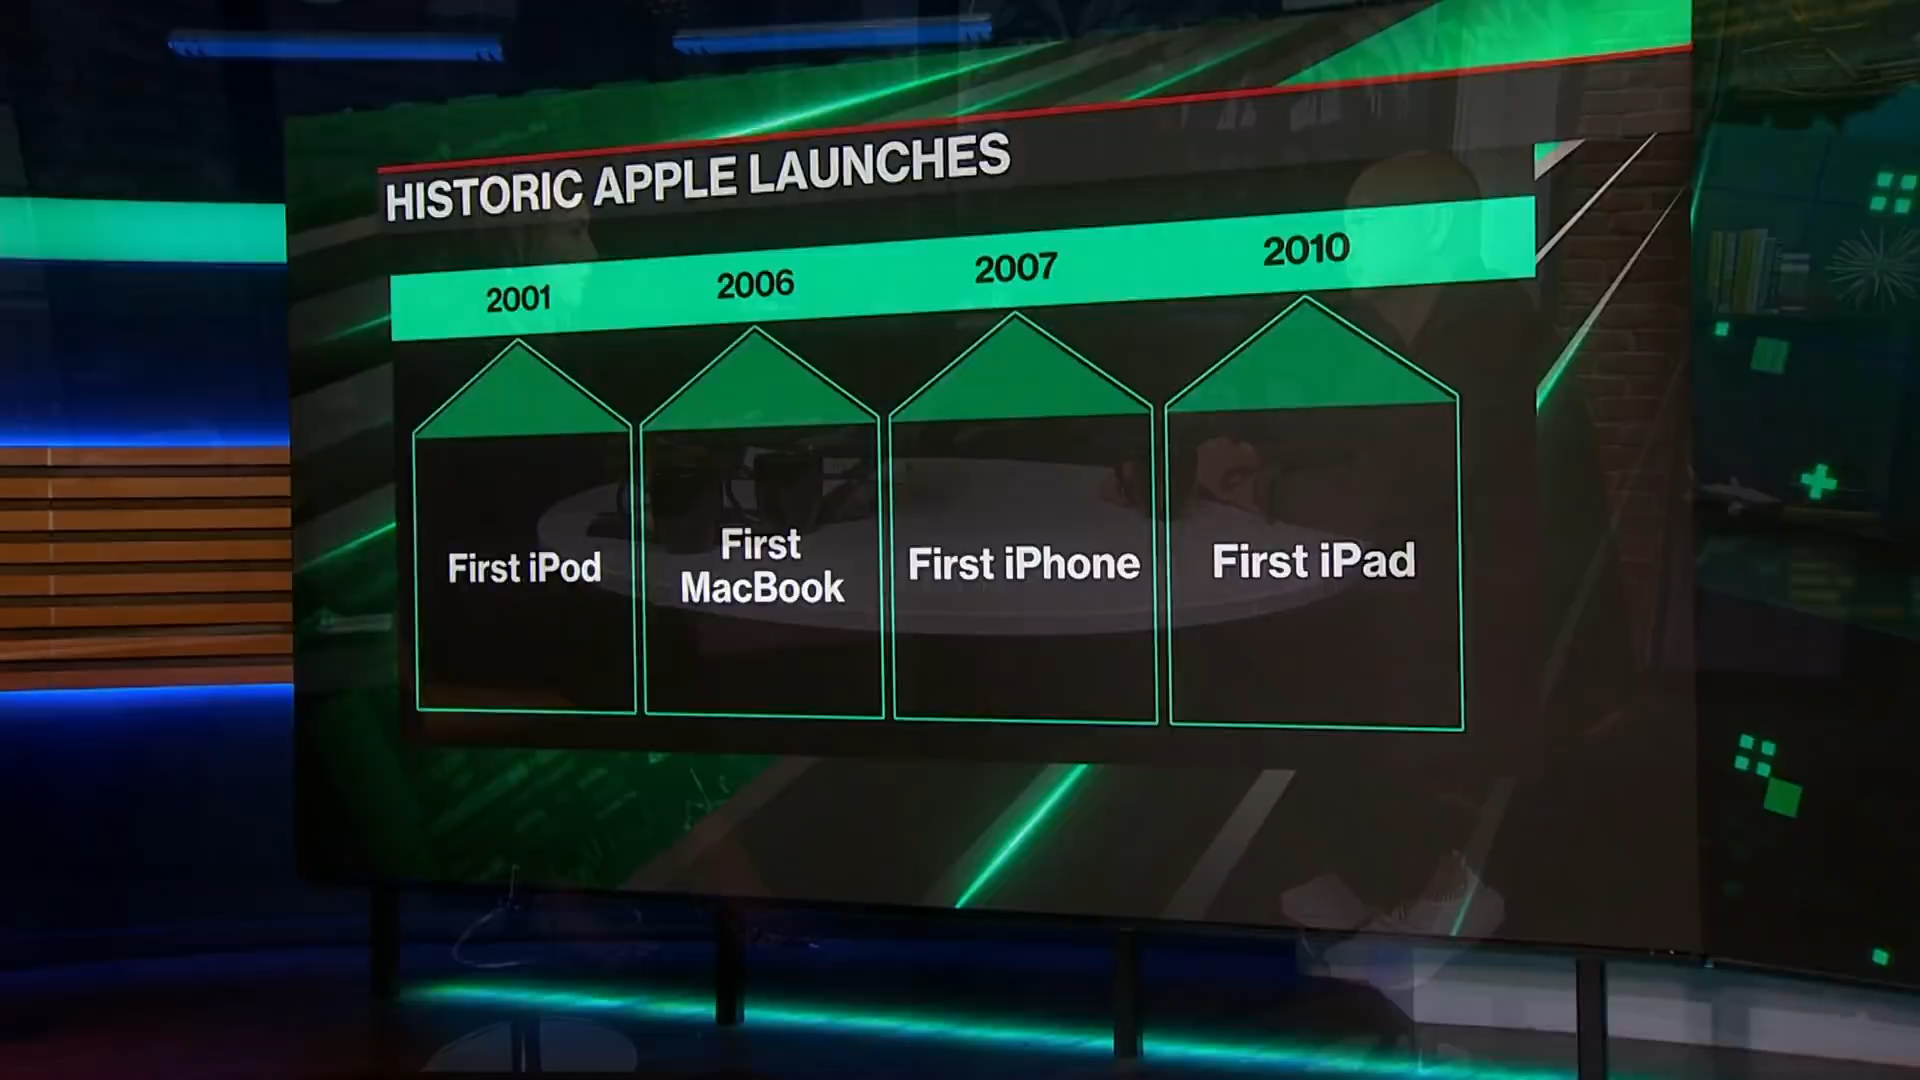 HISTORIC APPLE LAUNCHES
2001
2006
2007
2010
First iPod
First
MacBook
First iPhone
First iPad